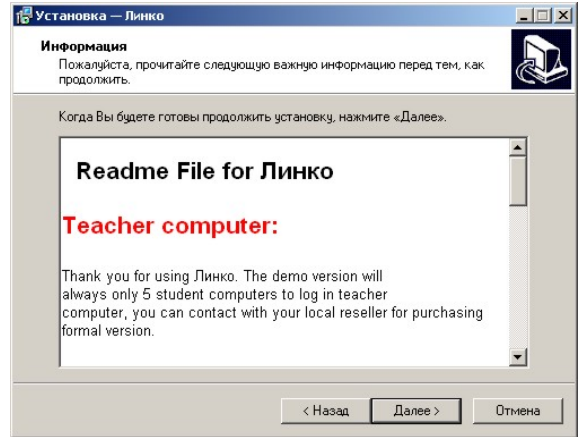 Установка — Линко
Информация
Пожалуйста, прочитайте следующую важную информацию перед тем, как
продолжить.
Когда Вы будете готовы продолжить установку, нажмите «Далее».
Readme File for Линко
Teacher computer:
Thank you for using Линко. The demo version will
always only 5 student computers to log in teacher
computer, you can contact with your local reseller for purchasing
formal version.
< Назад
Далее >
Отмена